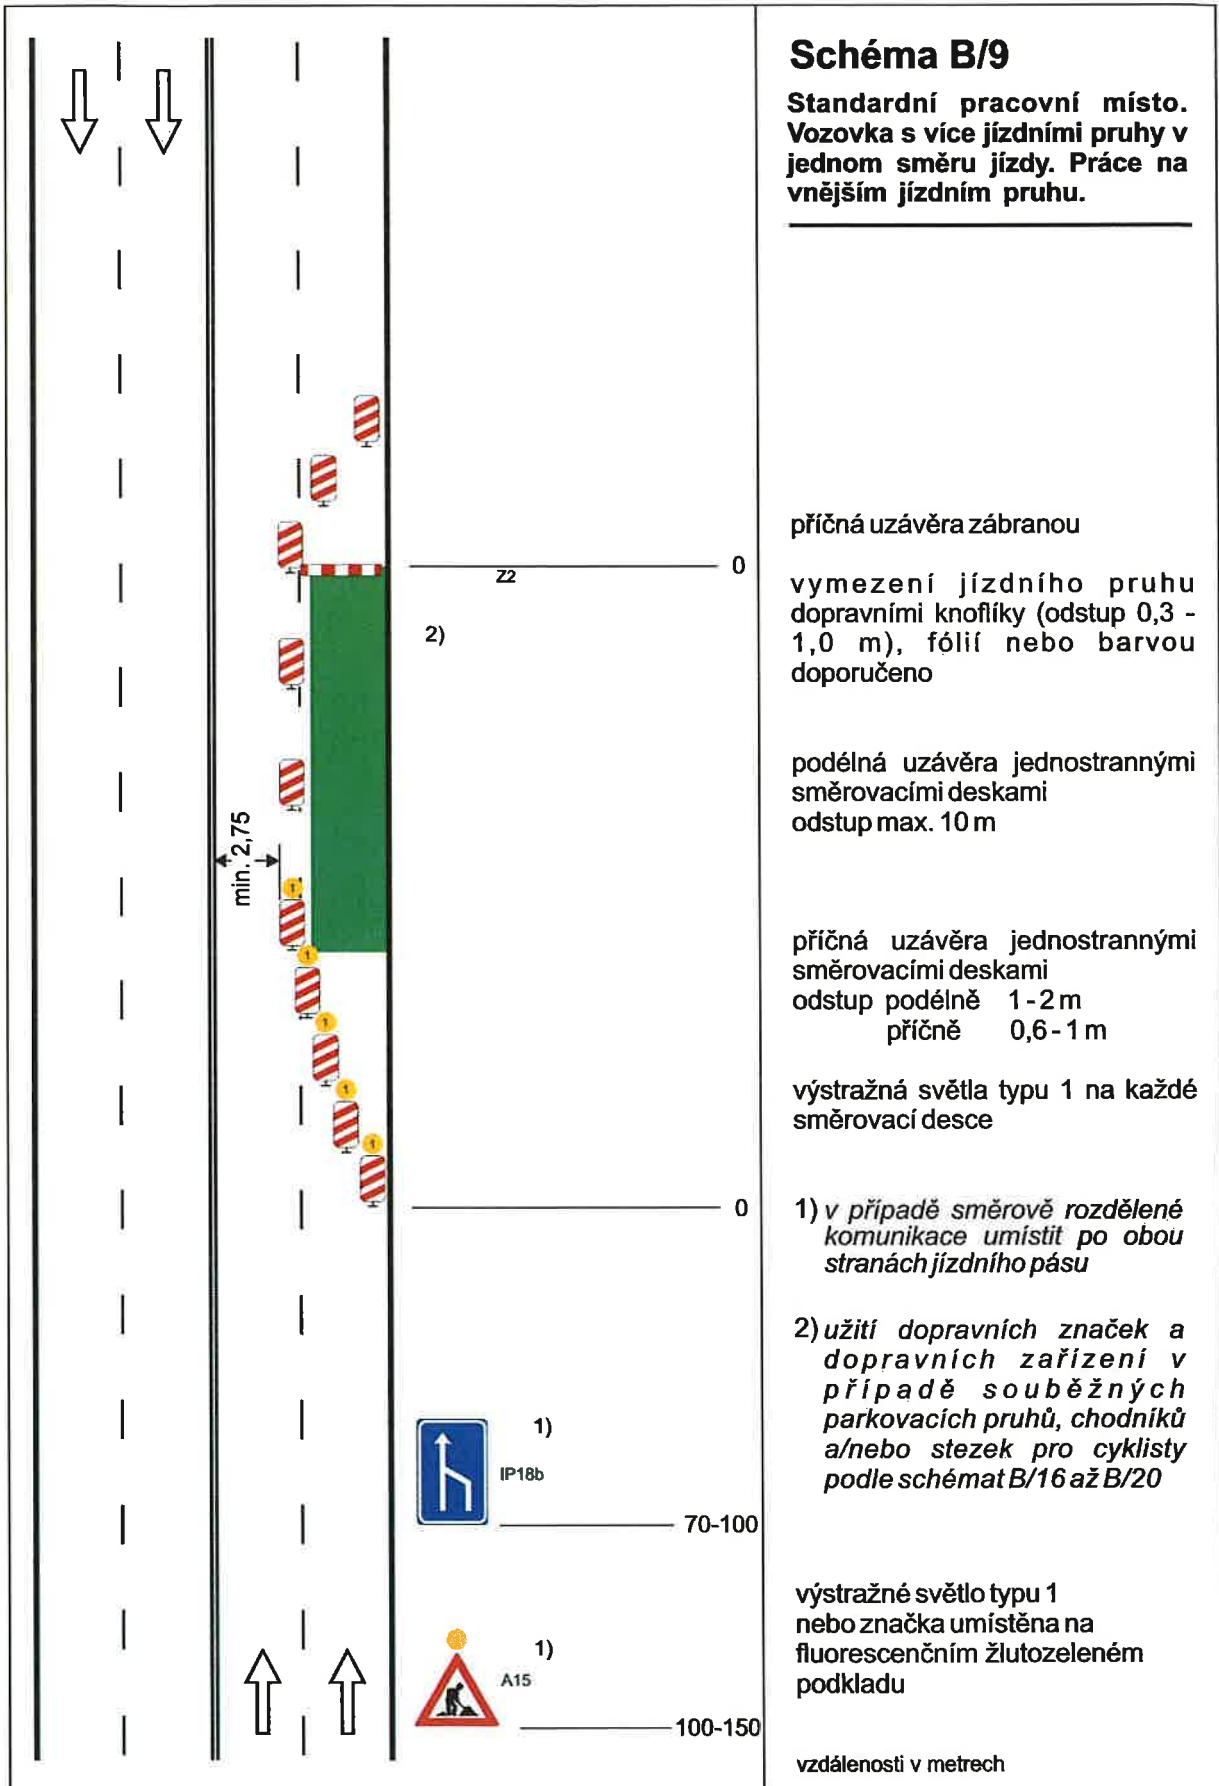 Schéma B/9
Standardní pracovní místo.
Vozovka s více jízdními pruhy v
jednom směru jízdy. Práce na
vnějším jízdním pruhu.
příčná uzávěra zábranou
0
Z2
vymezení jízdního pruhu
dopravními knoflíky (odstup 0,3 -
1,0 m), fólií nebo barvou
doporučeno
2)
podélná uzávěra jednostrannými
směrovacími deskami
odstup max. 10 m
min. 2,75
1
1
1
1
1
příčná uzávěra jednostrannými
směrovacími deskami
odstup podélně 1 - 2 m
příčně 0,6 - 1 m
výstražná světla typu 1 na každé
směrovací desce
0
1) v případě směrově rozdělené
komunikace umístit po obou
stranách jízdního pásu
2) užití dopravních značek a
dopravních zařízení v
případě souběžných
parkovacích pruhů, chodníků
a/nebo stezek pro cyklisty
podle schémat B/16 až B/20
1)
IP18b
70-100
výstražné světlo typu 1
nebo značka umístěna na
fluorescenčním žlutozeleném
podkladu
1)
A15
100-150
vzdálenosti v metrech